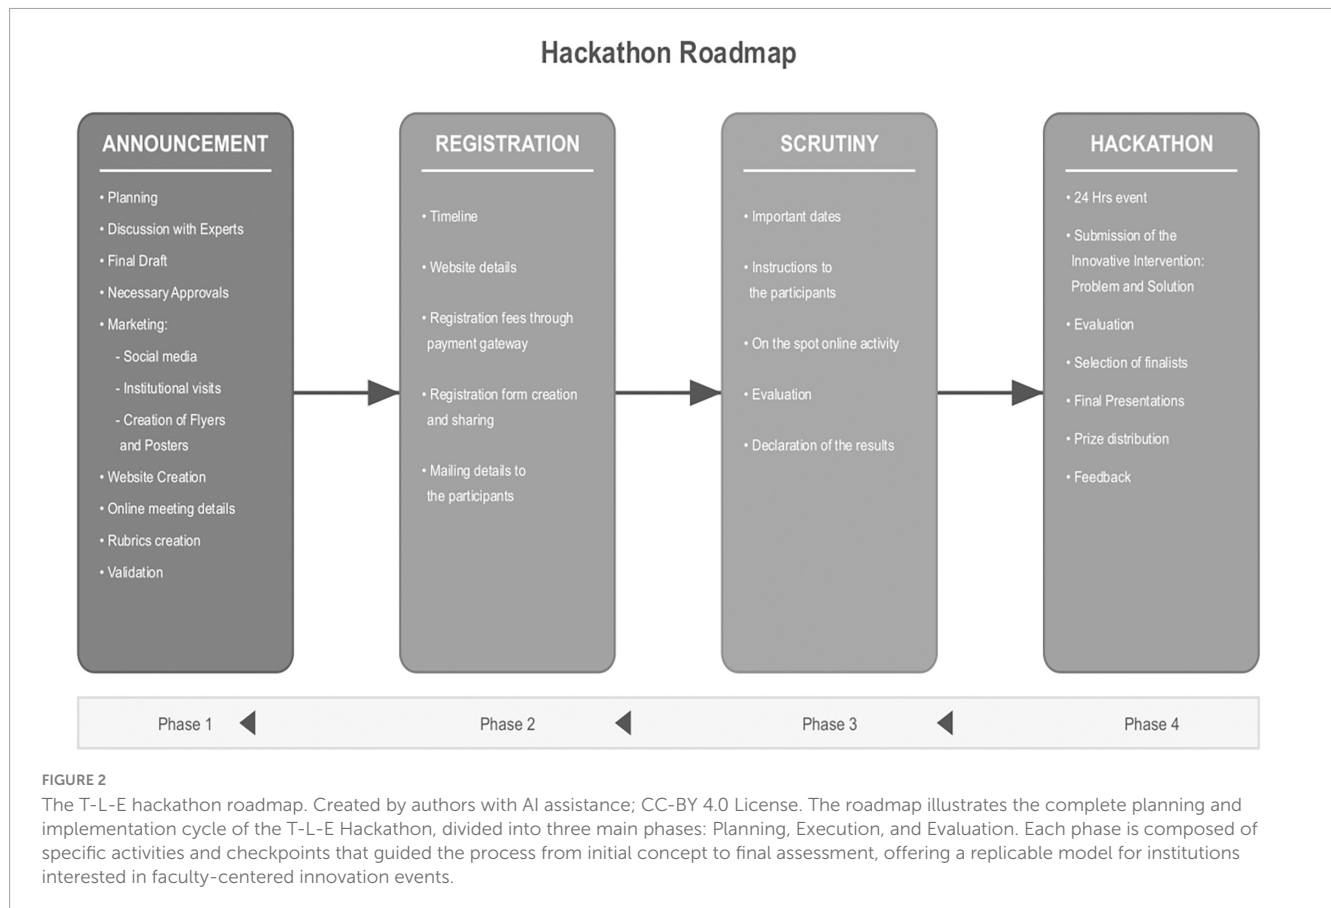 Hackathon Roadmap
ANNOUNCEMENT
• Planning
• Discussion with Experts
• Final Draft
• Necessary Approvals
• Marketing:
- Social media
- Institutional visits
- Creation of Flyers
and Posters
• Website Creation
• Online meeting details
• Rubrics creation
• Validation
REGISTRATION
• Timeline
• Website details
• Registration fees through
payment gateway
• Registration form creation
and sharing
• Mailing details to
the participants
SCRUTINY
• Important dates
• Instructions to
the participants
• On the spot online activity
• Evaluation
• Declaration of the results
HACKATHON
• 24 Hrs event
• Submission of the
Innovative Intervention:
Problem and Solution
• Evaluation
• Selection of finalists
• Final Presentations
• Prize distribution
• Feedback
Phase 1
Phase 2
Phase 3
Phase 4
FIGURE 2
The T-L-E hackathon roadmap. Created by authors with AI assistance; CC-BY 4.0 License. The roadmap illustrates the complete planning and
implementation cycle of the T-L-E Hackathon, divided into three main phases: Planning, Execution, and Evaluation. Each phase is composed of
specific activities and checkpoints that guided the process from initial concept to final assessment, offering a replicable model for institutions
interested in faculty-centered innovation events.